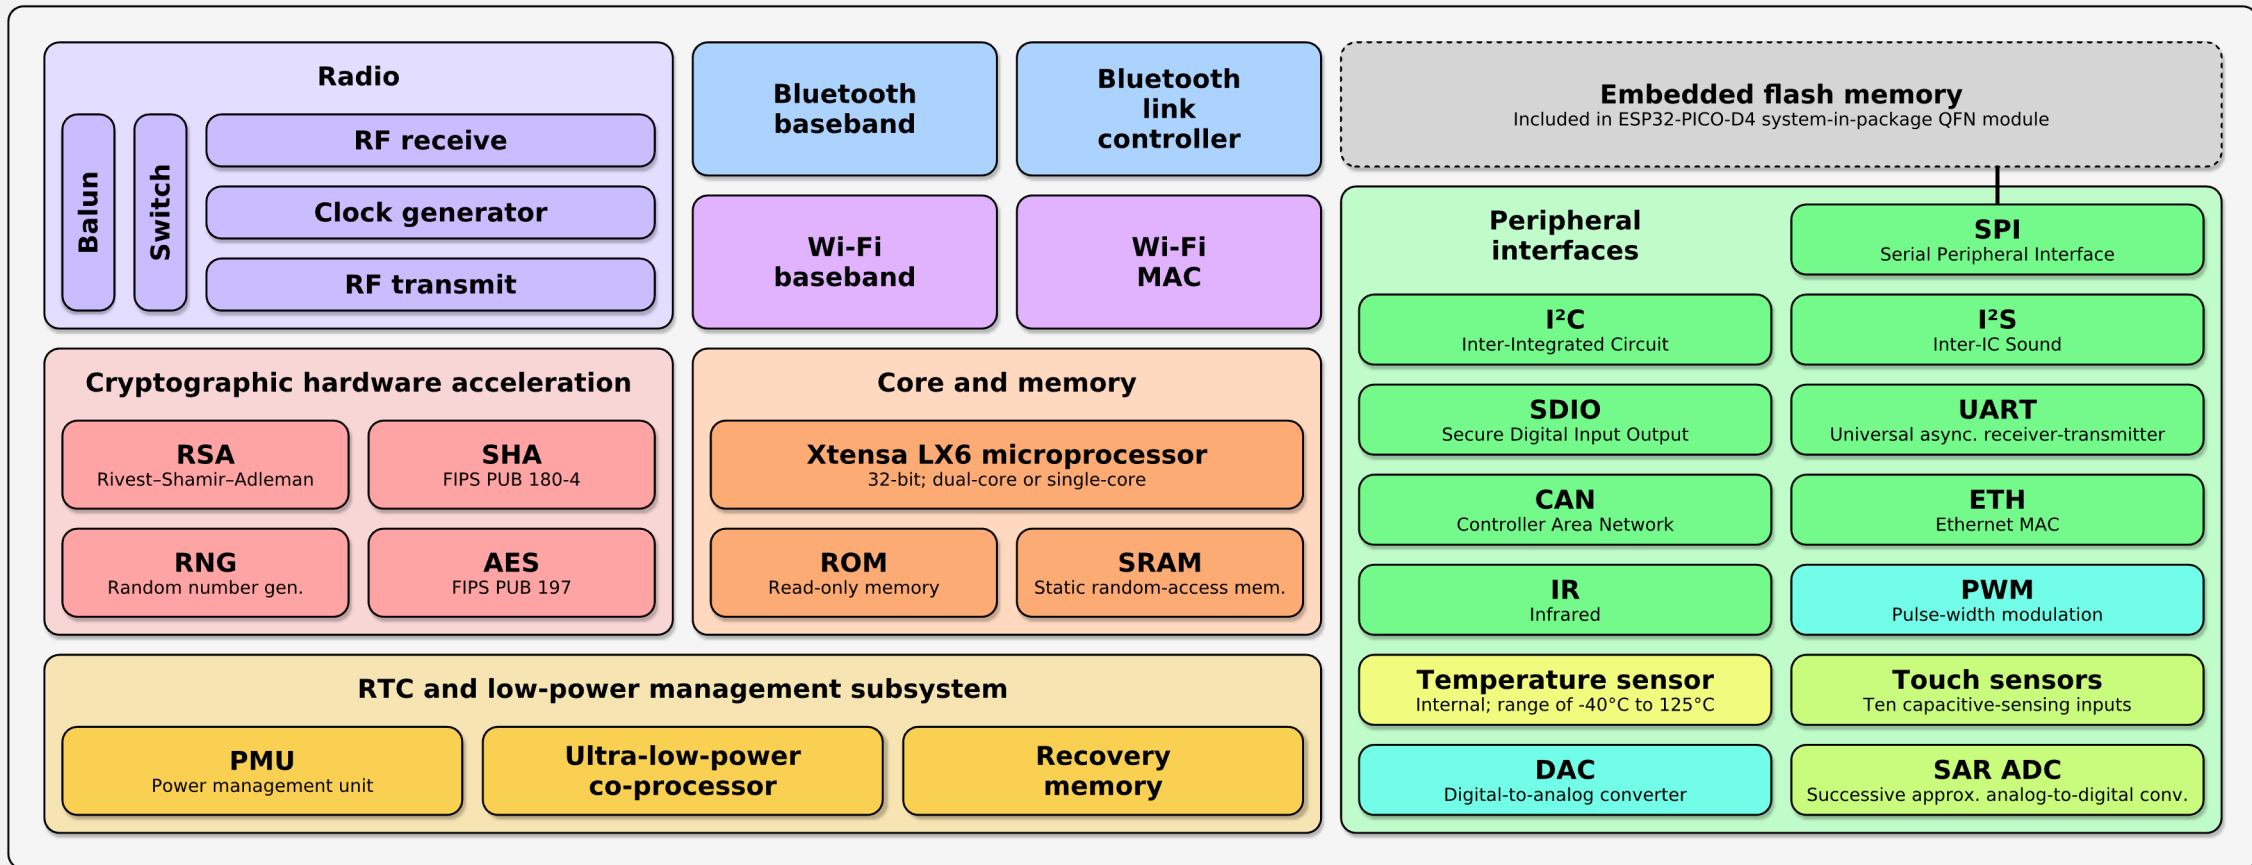 Radio
Balun
Switch
RF receive
Clock generator
RF transmit
Bluetooth
baseband
Bluetooth
link
controller
Wi-Fi
baseband
Wi-Fi
MAC
Embedded flash memory
Included in ESP32-PICO-D4 system-in-package QFN module
Cryptographic hardware acceleration
RSA
Rivest–Shamir–Adleman
SHA
FIPS PUB 180-4
RNG
Random number gen.
AES
FIPS PUB 197
Core and memory
Xtensa LX6 microprocessor
32-bit; dual-core or single-core
ROM
Read-only memory
SRAM
Static random-access mem.
RTC and low-power management subsystem
PMU
Power management unit
Ultra-low-power
co-processor
Recovery
memory
Peripheral
interfaces
SPI
Serial Peripheral Interface
I²C
Inter-Integrated Circuit
I²S
Inter-IC Sound
SDIO
Secure Digital Input Output
UART
Universal async. receiver-transmitter
CAN
Controller Area Network
ETH
Ethernet MAC
IR
Infrared
PWM
Pulse-width modulation
Temperature sensor
Internal; range of -40°C to 125°C
Touch sensors
Ten capacitive-sensing inputs
DAC
Digital-to-analog converter
SAR ADC
Successive approx. analog-to-digital conv.